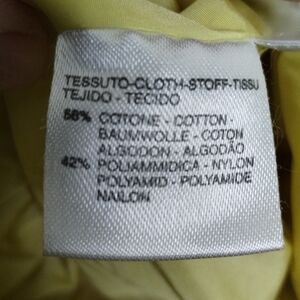 TESSUTO-CLOTH-STOFF-TISSU
TEJIDO - TECIDO
58% COTONE - COTTON -
BAUMWOLLE - COTON
ALGODON - ALGODÃO
42% POLIAMMIDICA - NYLON
POLYAMID - POLYAMIDE
NAILON